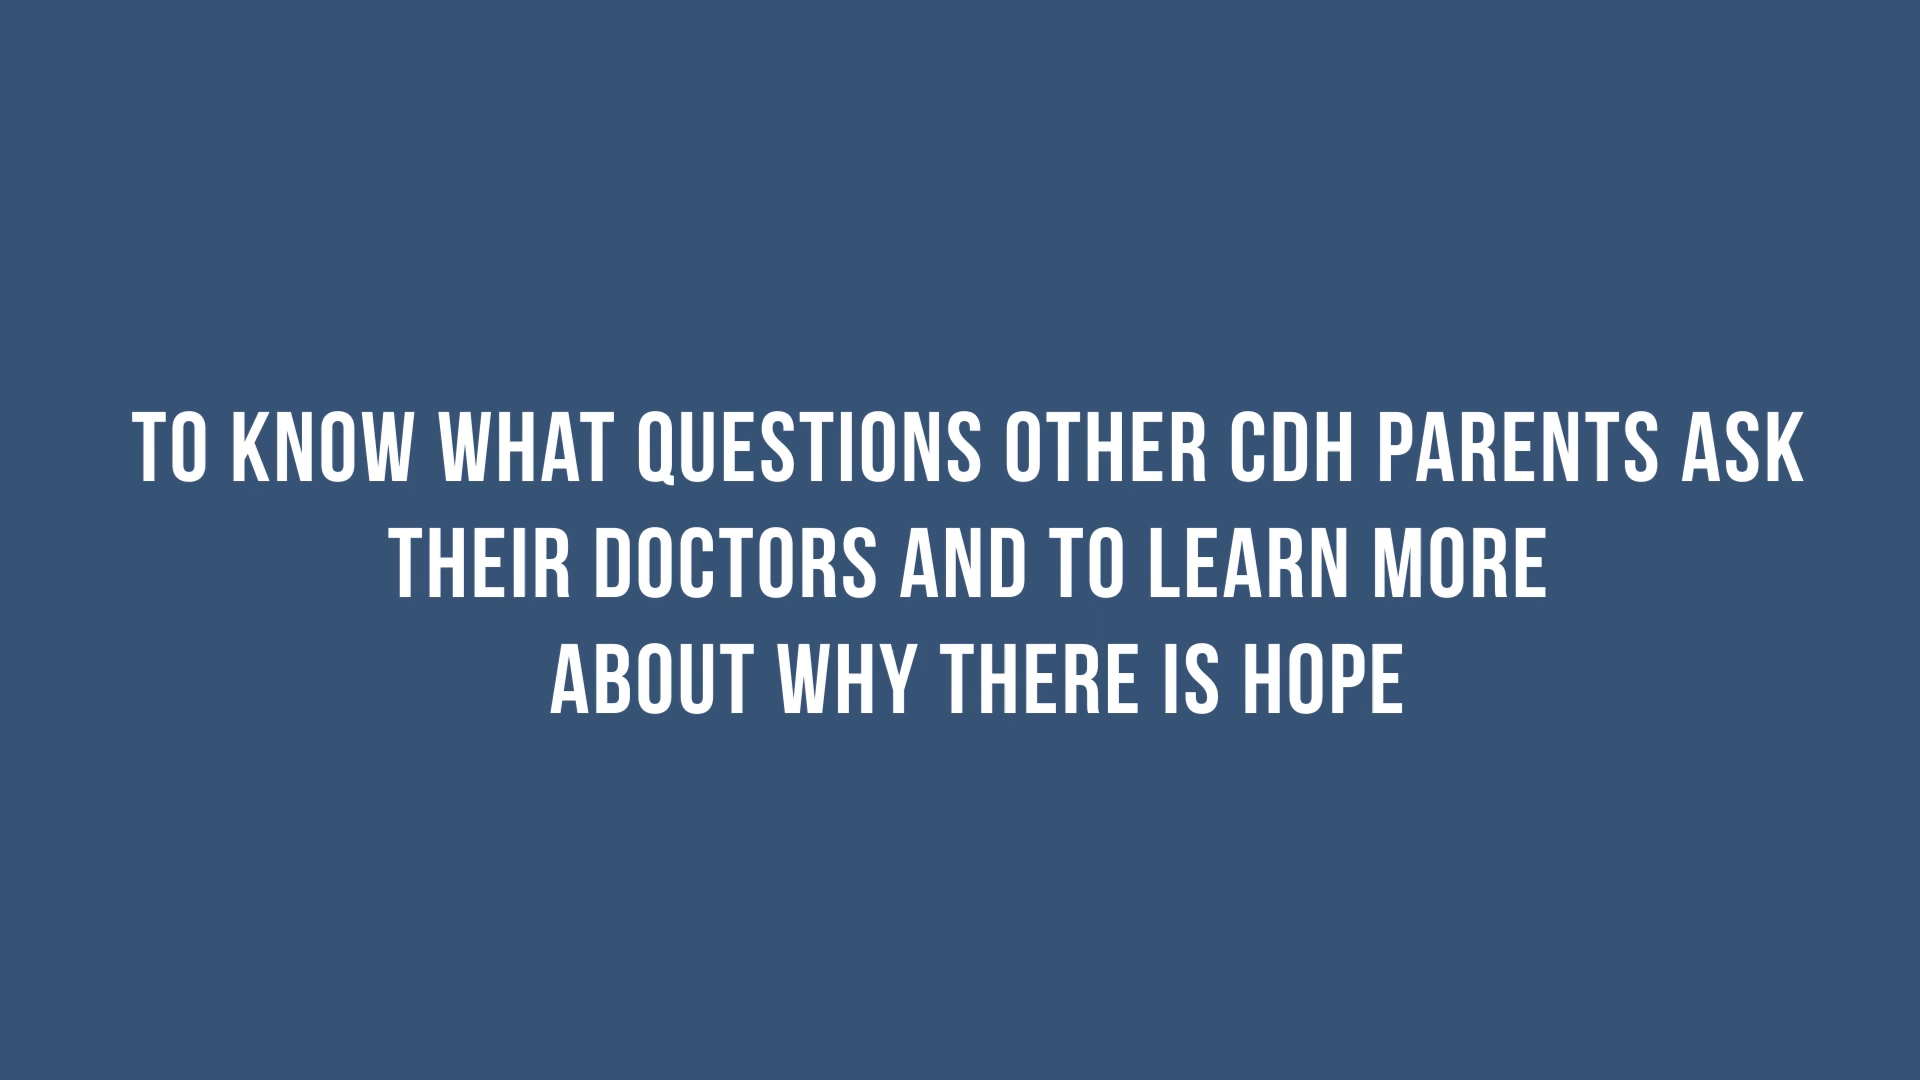 TO KNOW WHAT QUESTIONS OTHER CDH PARENTS ASK
THEIR DOCTORS AND TO LEARN MORE
ABOUT WHY THERE IS HOPE